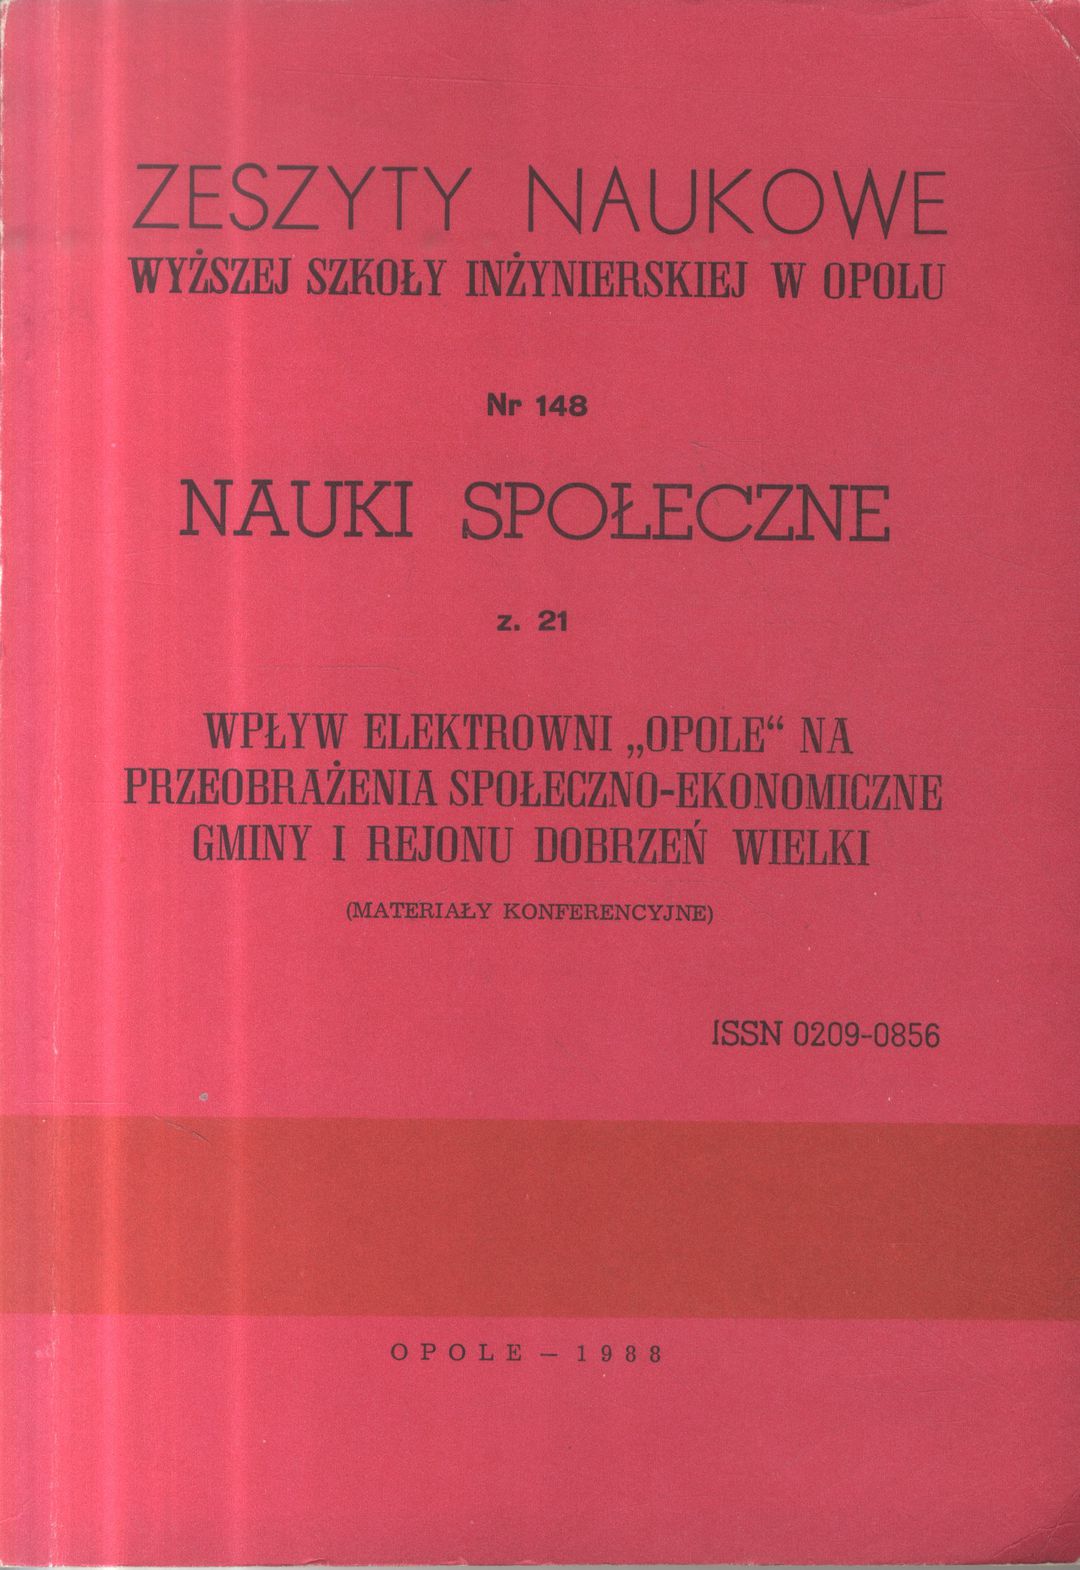 ZESZYTY NAUKOWE
WYŻSZEJ SZKOŁY INŻYNIERSKIEJ W OPOLU
Nr 148
NAUKI SPOŁECZNE
z. 21
WPŁYW ELEKTROWNI „OPOLE“ NA
PRZEOBRAŻENIA SPOŁECZNO-EKONOMICZNE
GMINY I REJONU DOBRZEŃ WIELKI
(MATERIAŁY KONFERENCYJNE)
ISSN 0209-0856
OPOLE — 1988